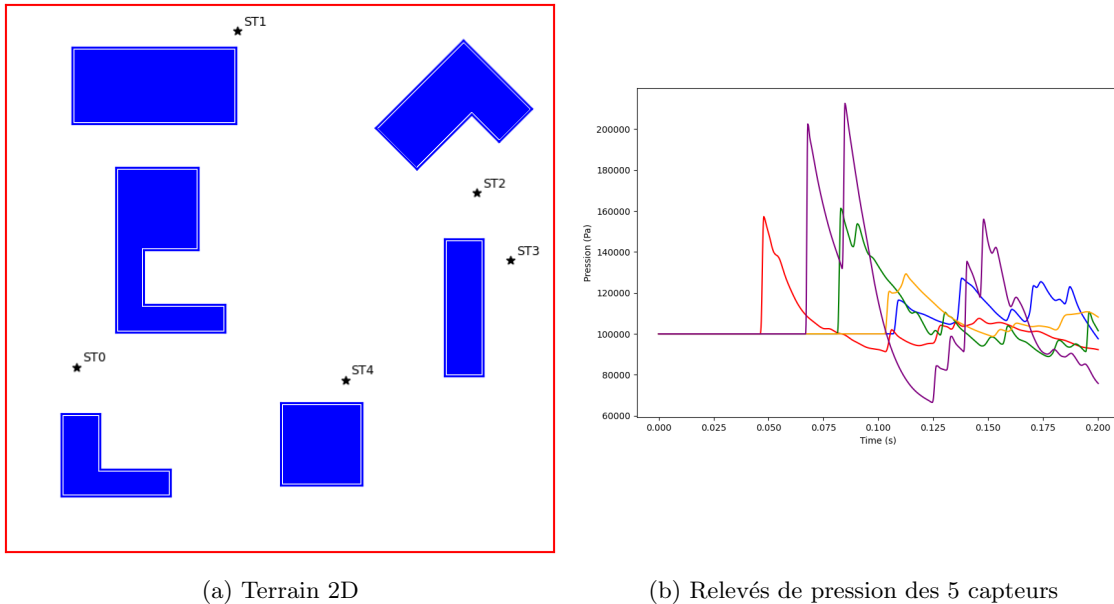 ST1
ST2
ST3
ST0
ST4
200000
180000
160000
140000
120000
100000
80000
60000
Pression (Pa)
0.000 0.025 0.050 0.075 0.100 0.125 0.150 0.175 0.200
Time (s)
(a) Terrain 2D
(b) Relevés de pression des 5 capteurs